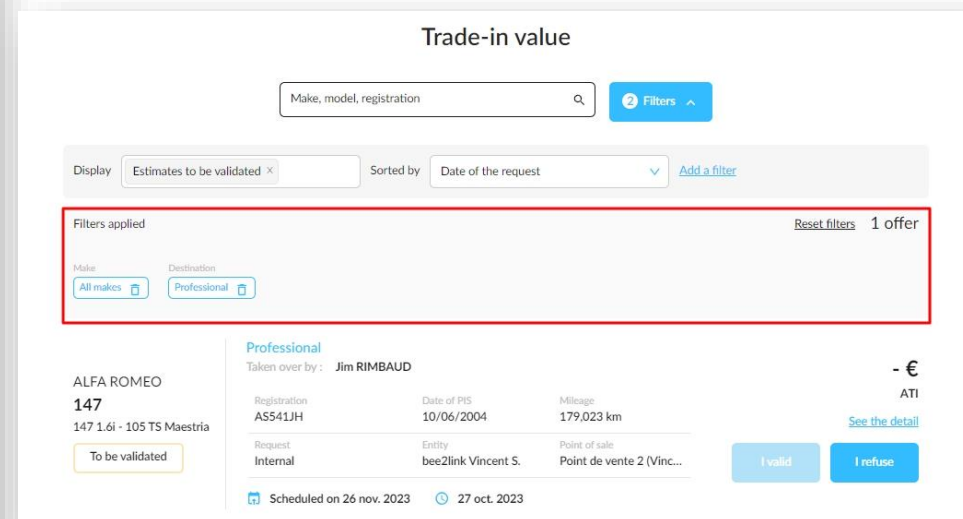 Trade-in value
Make, model, registration
2 Filters
Display Estimates to be validated × Sorted by Date of the request Add a filter
Filters applied Reset filters 1 offer
Make Destination
All makes Professional
Professional
Taken over by : Jim RIMBAUD
- €
ATI
See the detail
ALFA ROMEO
147
147 1.6i - 105 TS Maestria
To be validated
Registration Date of PIS Mileage
AS541JH 10/06/2004 179,023 km
Request Entity Point of sale
Internal bee2link Vincent S. Point de vente 2 (Vinc...
I valid I refuse
Scheduled on 26 nov. 2023 27 oct. 2023